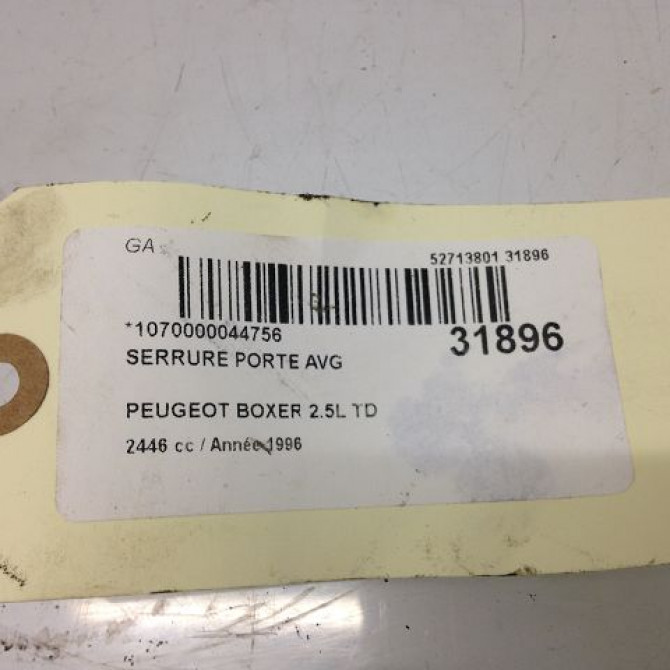 GA
52713801 31896
*1070000044756
31896
SERRURE PORTE AVG
PEUGEOT BOXER 2.5L TD
2446 cc / Année 1996